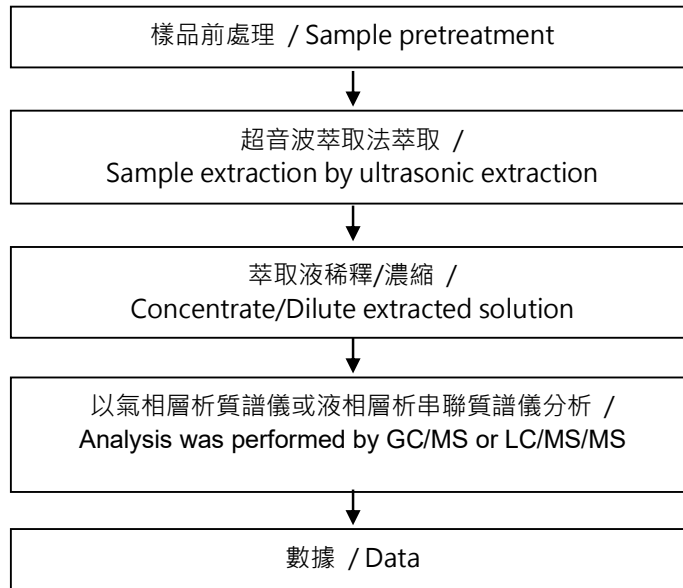 樣品前處理 / Sample pretreatment
超音波萃取法萃取 /
Sample extraction by ultrasonic extraction
萃取液稀釋/濃縮 /
Concentrate/Dilute extracted solution
以氣相層析質譜儀或液相層析串聯質譜儀分析 /
Analysis was performed by GC/MS or LC/MS/MS
數據 / Data